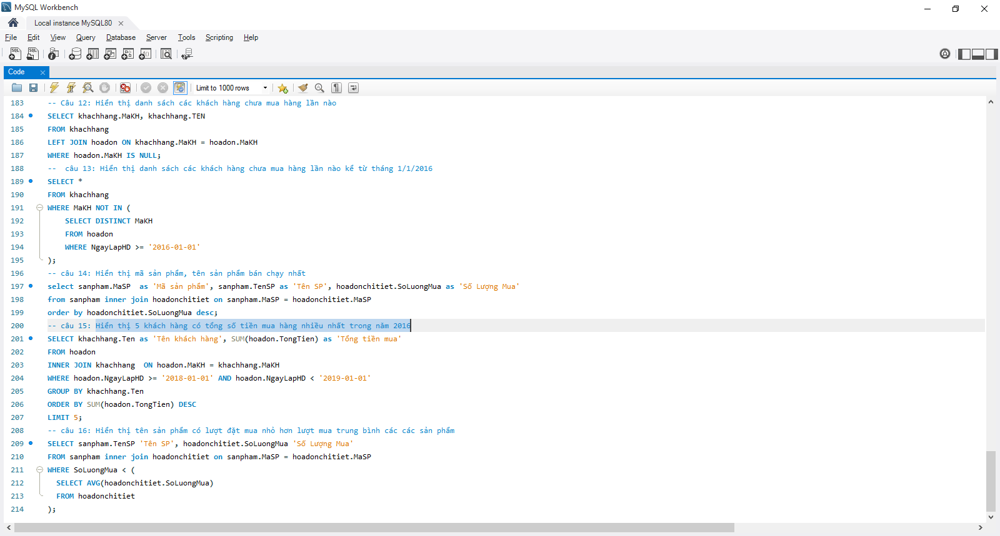 MySQL Workbench
Local instance MySQL80
File Edit View Query Database Server Tools Scripting Help
Code
Limit to 1000 rows
183 -- Câu 12: Hiển thị danh sách các khách hàng chưa mua hàng lần nào
184 SELECT khachhang.MaKH, khachhang.TEN
185 FROM khachhang
186 LEFT JOIN hoadon ON khachhang.MaKH = hoadon.MaKH
187 WHERE hoadon.MaKH IS NULL;
188 --  câu 13: Hiển thị danh sách các khách hàng chưa mua hàng lần nào kể từ tháng 1/1/2016
189 SELECT *
190 FROM khachhang
191 WHERE MaKH NOT IN (
192     SELECT DISTINCT MaKH
193     FROM hoadon
194     WHERE NgayLapHD >= '2016-01-01'
195 );
196 -- câu 14: Hiển thị mã sản phẩm, tên sản phẩm bán chạy nhất
197 select sanpham.MaSP  as 'Mã sản phẩm', sanpham.TenSP as 'Tên SP', hoadonchitiet.SoLuongMua as 'Số Lượng Mua'
198 from sanpham inner join hoadonchitiet on sanpham.MaSP = hoadonchitiet.MaSP
199 order by hoadonchitiet.SoLuongMua desc;
200 -- câu 15: Hiển thị 5 khách hàng có tổng số tiền mua hàng nhiều nhất trong năm 2016
201 SELECT khachhang.Ten as 'Tên khách hàng', SUM(hoadon.TongTien) as 'Tổng tiền mua'
202 FROM hoadon
203 INNER JOIN khachhang  ON hoadon.MaKH = khachhang.MaKH
204 WHERE hoadon.NgayLapHD >= '2018-01-01' AND hoadon.NgayLapHD < '2019-01-01'
205 GROUP BY khachhang.Ten
206 ORDER BY SUM(hoadon.TongTien) DESC
207 LIMIT 5;
208 -- câu 16: Hiển thị tên sản phẩm có lượt đặt mua nhỏ hơn lượt mua trung bình các các sản phẩm
209 SELECT sanpham.TenSP 'Tên SP', hoadonchitiet.SoLuongMua 'Số Lượng Mua'
210 FROM sanpham inner join hoadonchitiet on sanpham.MaSP = hoadonchitiet.MaSP
211 WHERE SoLuongMua < (
212   SELECT AVG(hoadonchitiet.SoLuongMua)
213   FROM hoadonchitiet
214 );